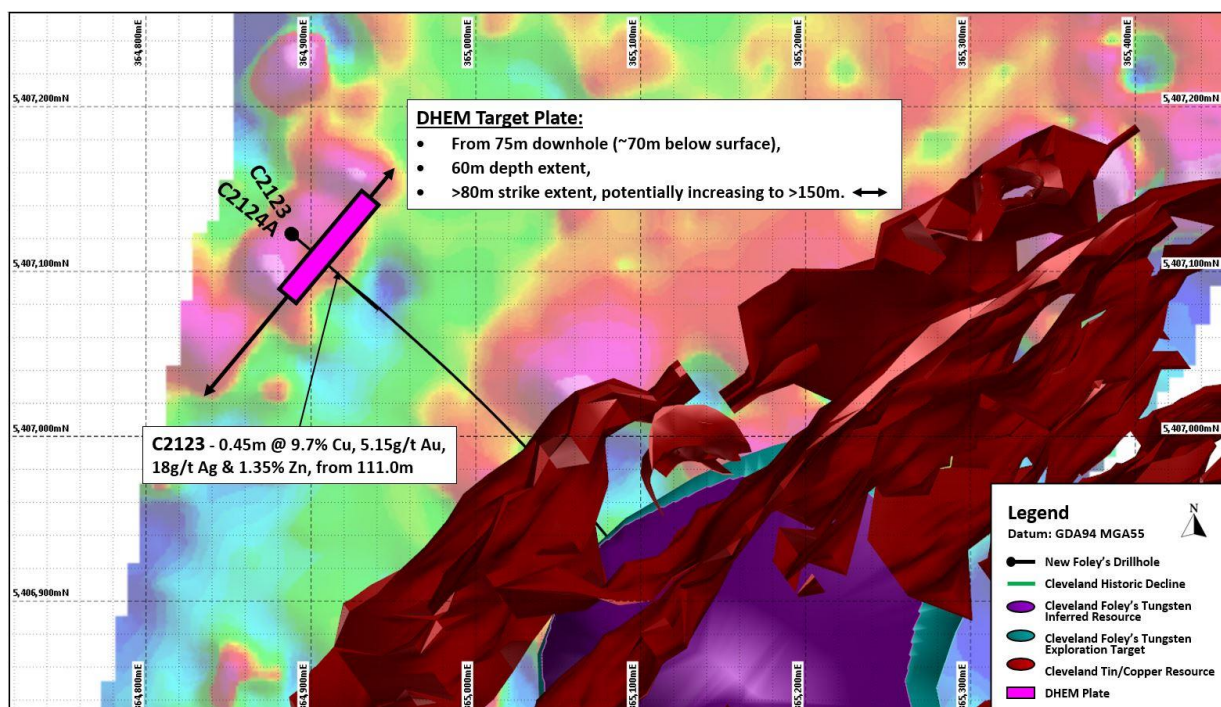 364,800mE
364,900mE
365,000mE
365,100mE
365,200mE
365,300mE
365,400mE
5,407,200mN
5,407,200mN
DHEM Target Plate:
• From 75m downhole (~70m below surface),
• 60m depth extent,
• >80m strike extent, potentially increasing to >150m.
C2123
C2124A
5,407,100mN
5,407,100mN
5,407,000mN
5,407,000mN
C2123 - 0.45m @ 9.7% Cu, 5.15g/t Au,
18g/t Ag & 1.35% Zn, from 111.0m
5,406,900mN
Legend
N
Datum: GDA94 MGA55
New Foley's Drillhole
Cleveland Historic Decline
Cleveland Foley's Tungsten
Inferred Resource
Cleveland Foley's Tungsten
Exploration Target
Cleveland Tin/Copper Resource
DHEM Plate
364,800mE
364,900mE
365,000mE
365,100mE
365,200mE
365,300mE